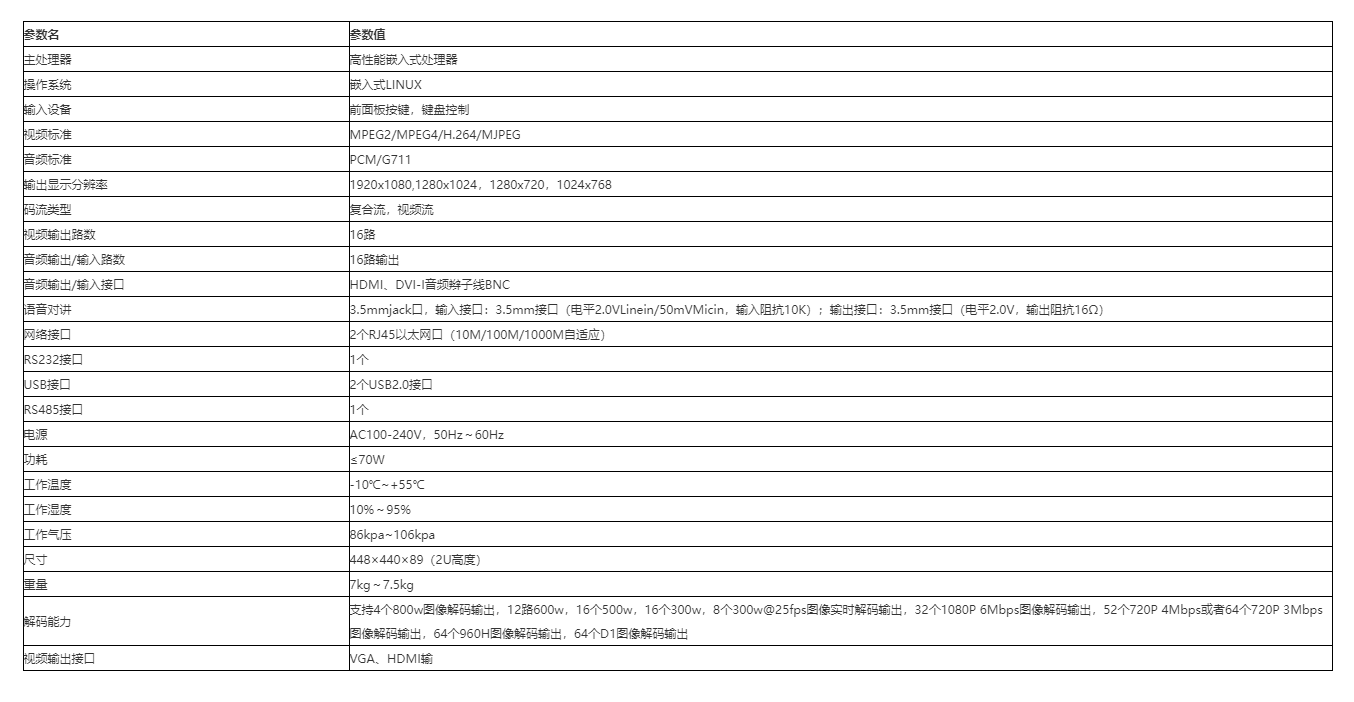 参数名 参数值
主处理器 高性能嵌入式处理器
操作系统 嵌入式LINUX
输入设备 前面板按键，键盘控制
视频标准 MPEG2/MPEG4/H.264/MJPEG
音频标准 PCM/G711
输出显示分辨率 1920x1080,1280x1024，1280x720，1024x768
码流类型 复合流，视频流
视频输出路数 16路
音频输出/输入路数 16路输出
音频输出/输入接口 HDMI、DVI-I音频辫子线BNC
语音对讲 3.5mmjack口，输入接口：3.5mm接口（电平2.0VLinein/50mVMicin，输入阻抗10K）；输出接口：3.5mm接口（电平2.0V，输出阻抗16Ω）
网络接口 2个RJ45以太网口（10M/100M/1000M自适应）
RS232接口 1个
USB接口 2个USB2.0接口
RS485接口 1个
电源 AC100-240V，50Hz～60Hz
功耗 ≤70W
工作温度 -10℃~+55℃
工作湿度 10%～95%
工作气压 86kpa~106kpa
尺寸 448×440×89（2U高度）
重量 7kg～7.5kg
解码能力 支持4个800w图像解码输出，12路600w，16个500w，16个300w，8个300w@25fps图像实时解码输出，32个1080P 6Mbps图像解码输出，52个720P 4Mbps或者64个720P 3Mbps
图像解码输出，64个960H图像解码输出，64个D1图像解码输出
视频输出接口 VGA、HDMI输